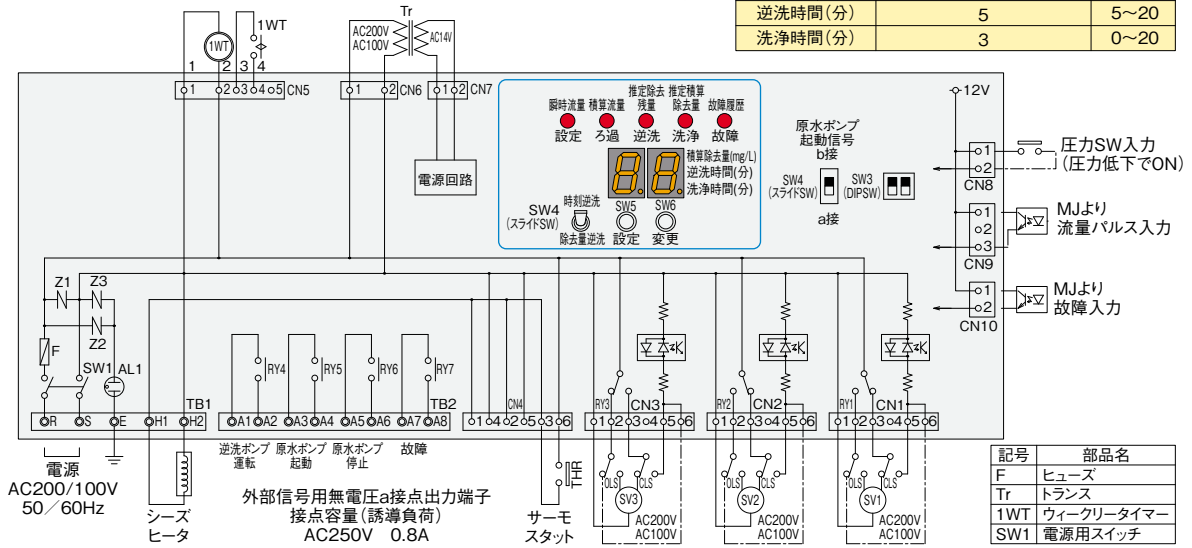 逆洗時間(分) 5 5〜20
洗浄時間(分) 3 0〜20
1WT
1WT
1 2 3 4
1 2 3 4 5 CN5
Tr
AC200V
AC100V
AC14V
1 2 CN6
1 2 CN7
電源回路
推定除去 推定積算
瞬時流量 積算流量 残量 除去量 故障履歴
設定 ろ過 逆洗 洗浄 故障
8.8.
積算除去量(mg/L)
逆洗時間(分)
洗浄時間(分)
SW4
(スライドSW)
時刻逆洗
除去量逆洗
SW5
設定
SW6
変更
原水ポンプ
起動信号
b接
SW4
(スライドSW)
SW3
(DIPSW)
a接
12V
1
2
CN8
圧力SW入力
(圧力低下でON)
1
2
3
CN9
MJより
流量パルス入力
1
2
CN10
MJより
故障入力
Z1 Z3
Z2
F
SW1 AL1
TB1
R S E H1 H2
電源
AC200/100V
50/60Hz
シーズ
ヒータ
RY4 RY5 RY6 RY7
TB2
A1 A2 A3 A4 A5 A6 A7 A8
逆洗ポンプ
運転
原水ポンプ
起動
原水ポンプ
停止
故障
外部信号用無電圧a接点出力端子
接点容量(誘導負荷)
AC250V 0.8A
CN4
1 4 2 5 3 6
THR
サーモ
スタット
RY3 CN3
1 2 3 4 5 6
OLS CLS
SV3
AC200V
AC100V
RY2 CN2
1 2 3 4 5 6
OLS CLS
SV2
AC200V
AC100V
RY1 CN1
1 2 3 4 5 6
OLS CLS
SV1
AC200V
AC100V
記号 部品名
F ヒューズ
Tr トランス
1WT ウィークリータイマー
SW1 電源用スイッチ